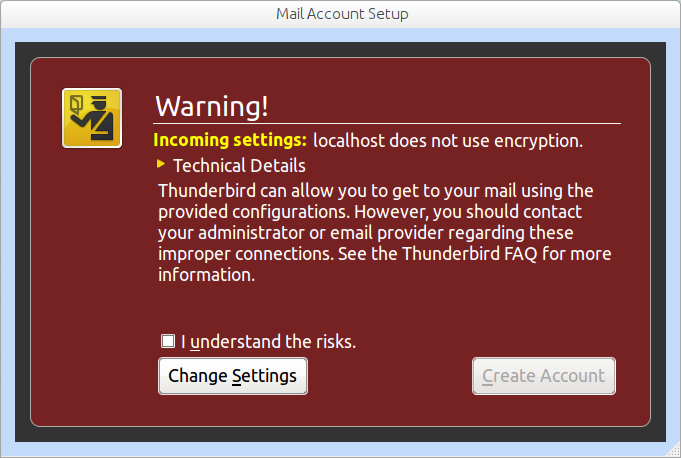 Mail Account Setup
Warning!
Incoming settings: localhost does not use encryption.
Technical Details
Thunderbird can allow you to get to your mail using the
provided configurations. However, you should contact
your administrator or email provider regarding these
improper connections. See the Thunderbird FAQ for more
information.
I understand the risks.
Change Settings
Create Account